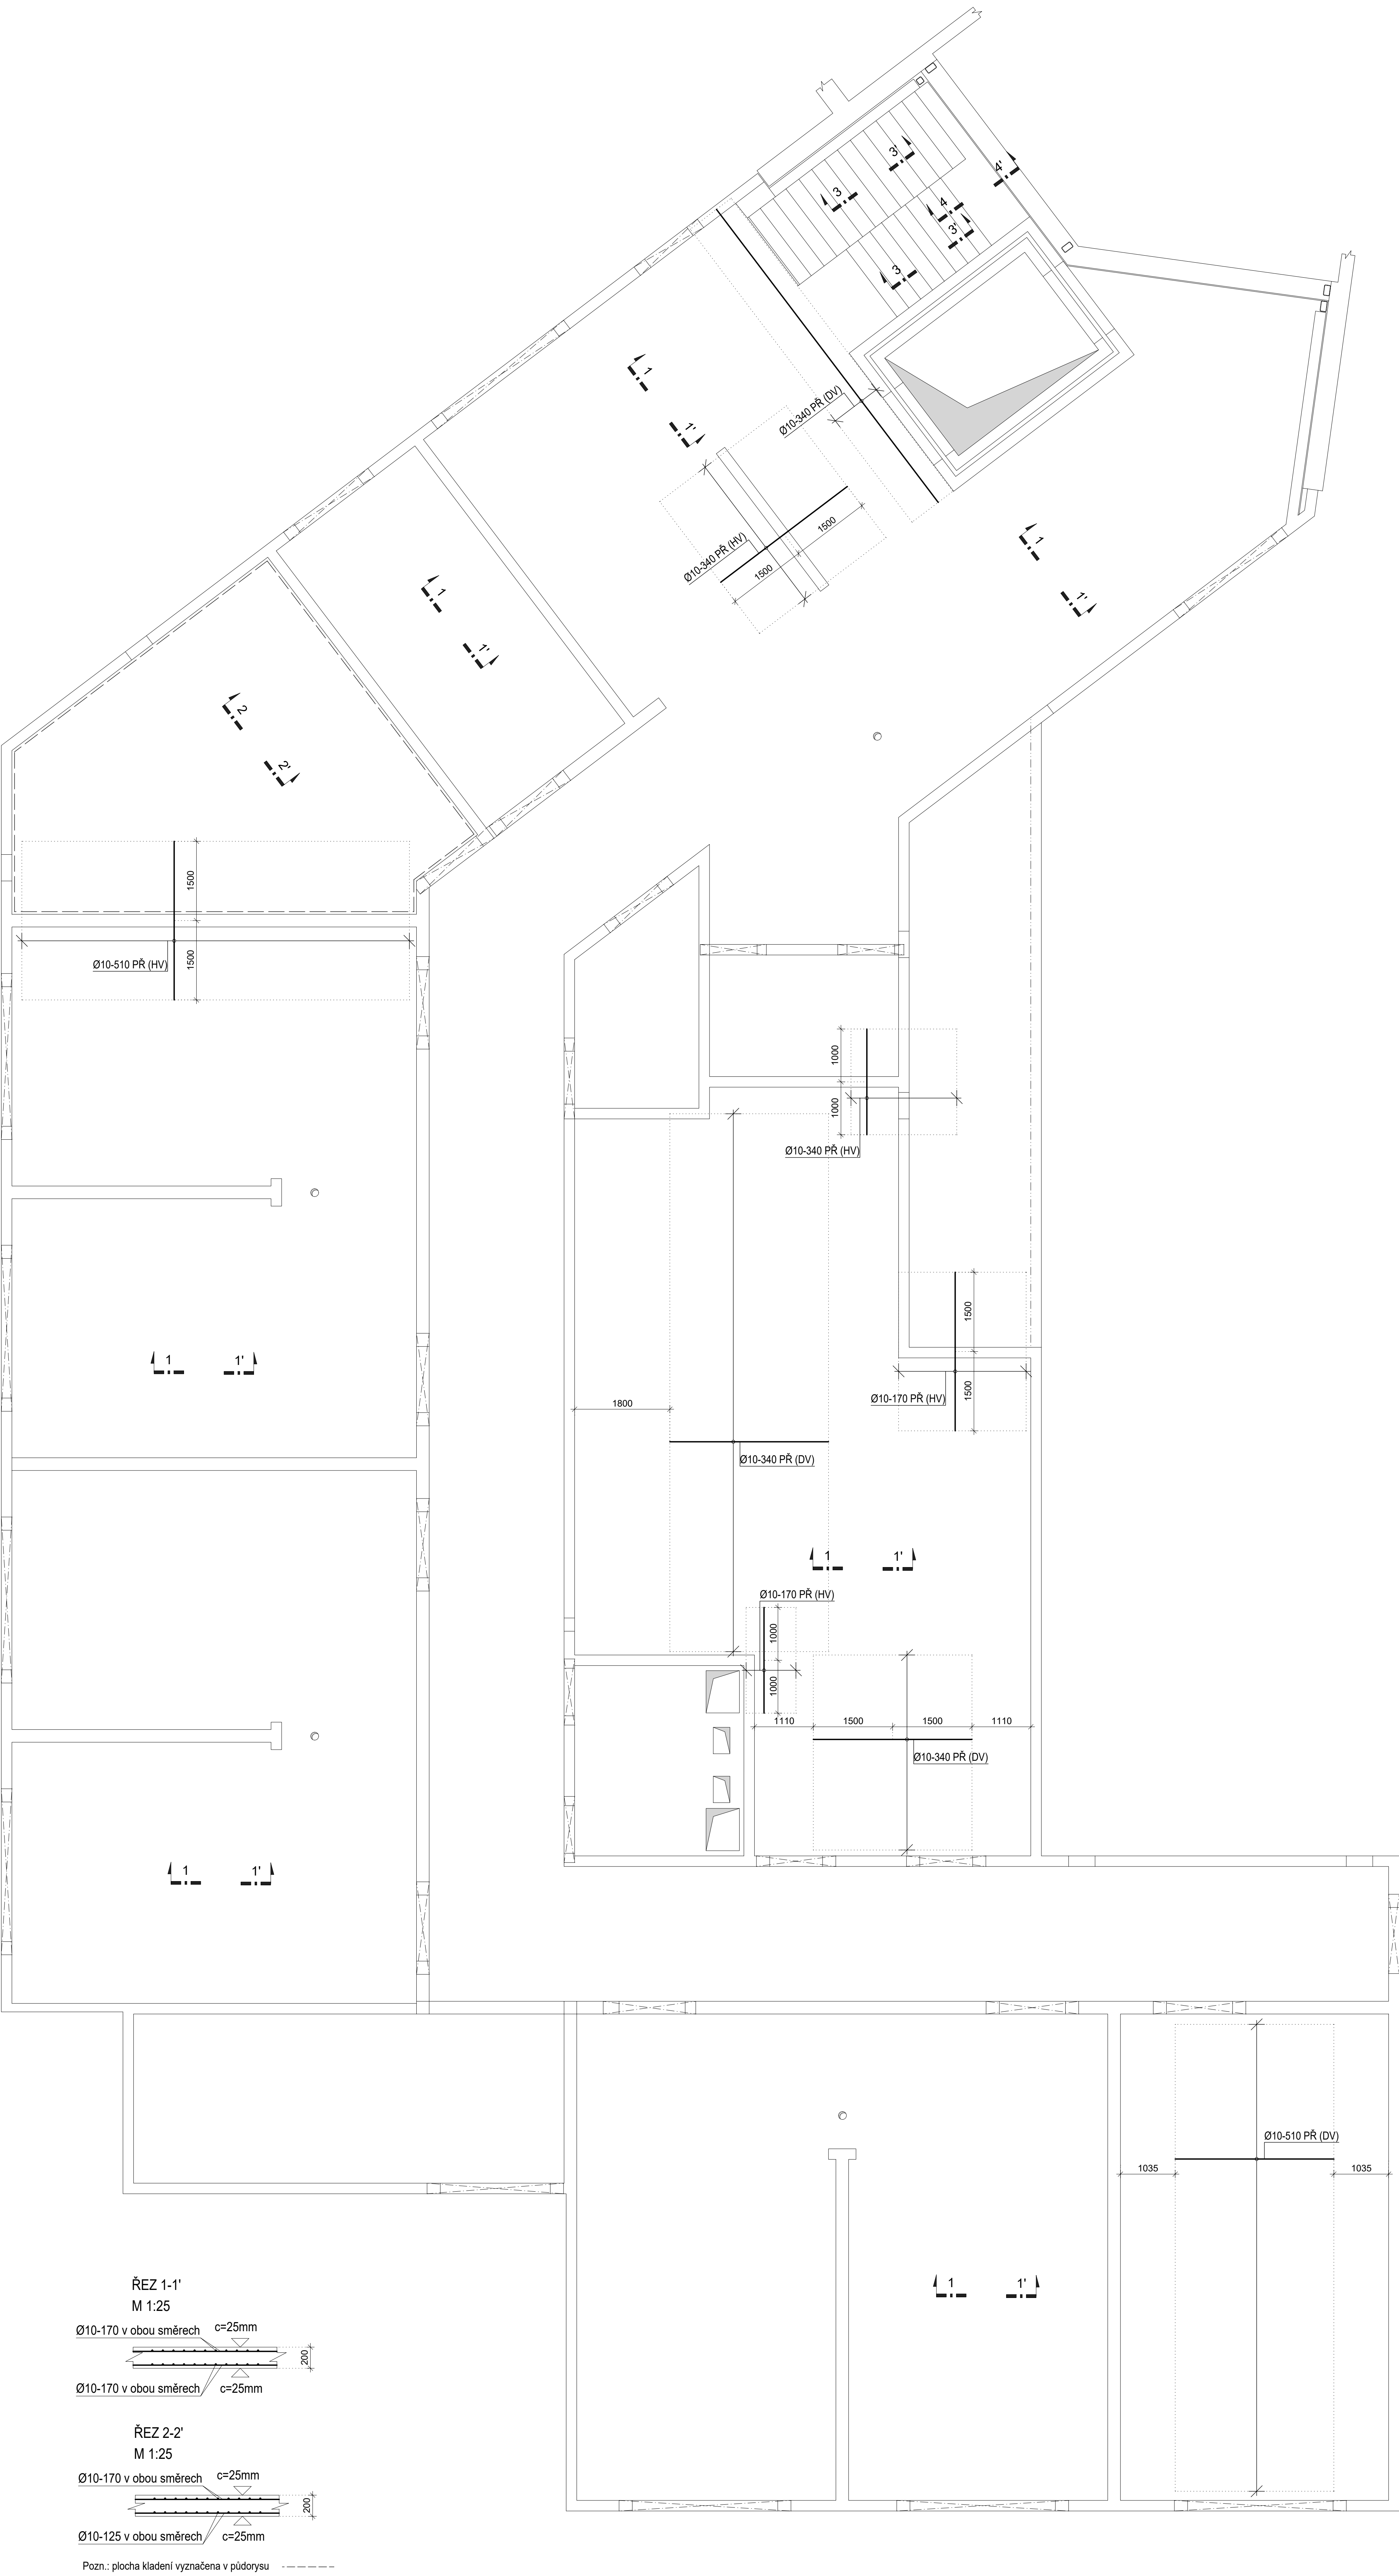 3'
4'
3
4
3'
3
1
Ø10-340 PŘ (DV)
1'
1500
Ø10-340 PŘ (HV)
1500
1
1'
1
1'
2
2'
1500
Ø10-510 PŘ (HV)
1500
1000
1000
Ø10-340 PŘ (HV)
1500
1 1'
1500
Ø10-170 PŘ (HV)
1800
Ø10-340 PŘ (DV)
1 1'
Ø10-170 PŘ (HV)
1000
1000
1110 1500 1500 1110
Ø10-340 PŘ (DV)
1 1'
Ø10-510 PŘ (DV)
1035 1035
1 1'
ŘEZ 1-1'
M 1:25
Ø10-170 v obou směrech c=25mm
200
Ø10-170 v obou směrech c=25mm
ŘEZ 2-2'
M 1:25
Ø10-170 v obou směrech c=25mm
200
Ø10-125 v obou směrech c=25mm
Pozn.: plocha kladení vyznačena v půdorysu